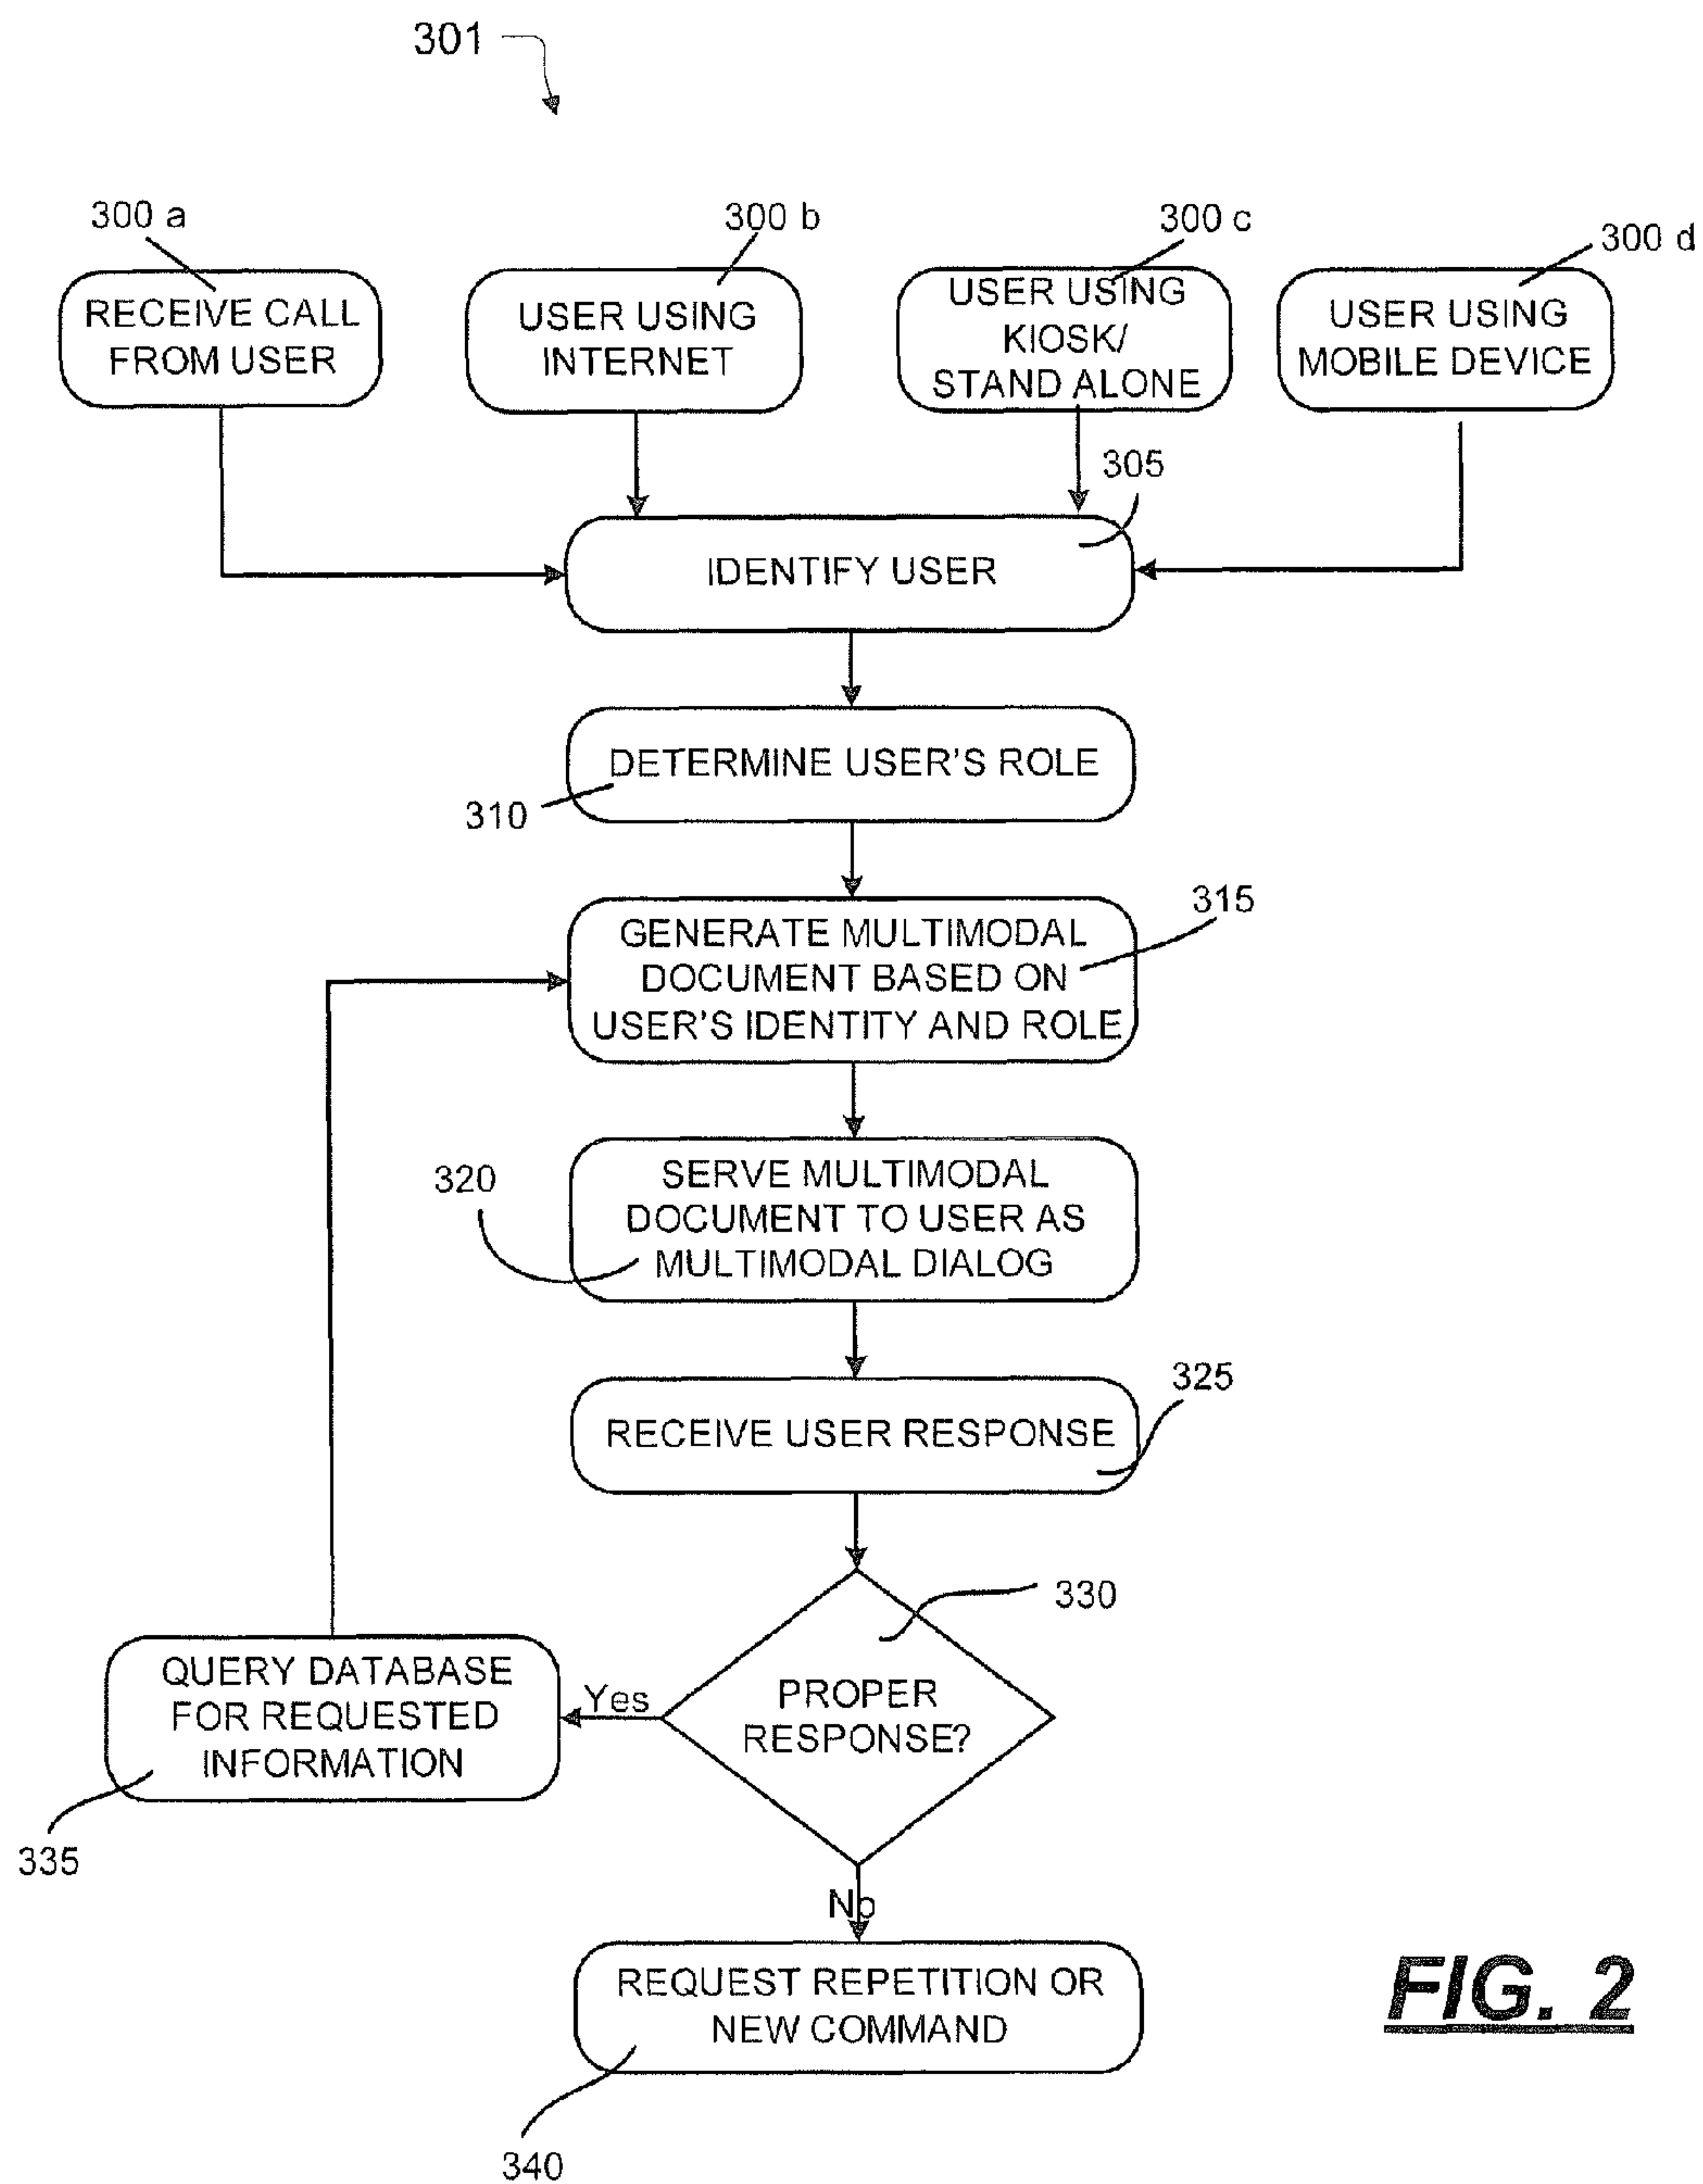 301
300 a
300 b
300 c
300 d
RECEIVE CALL
FROM USER
USER USING
INTERNET
USER USING
KIOSK/
STAND ALONE
USER USING
MOBILE DEVICE
305
IDENTIFY USER
DETERMINE USER'S ROLE
310
315
GENERATE MULTIMODAL
DOCUMENT BASED ON
USER'S IDENTITY AND ROLE
320
SERVE MULTIMODAL
DOCUMENT TO USER AS
MULTIMODAL DIALOG
325
RECEIVE USER RESPONSE
330
PROPER
RESPONSE?
Yes
QUERY DATABASE
FOR REQUESTED
INFORMATION
335
No
REQUEST REPETITION OR
NEW COMMAND
340
FIG. 2